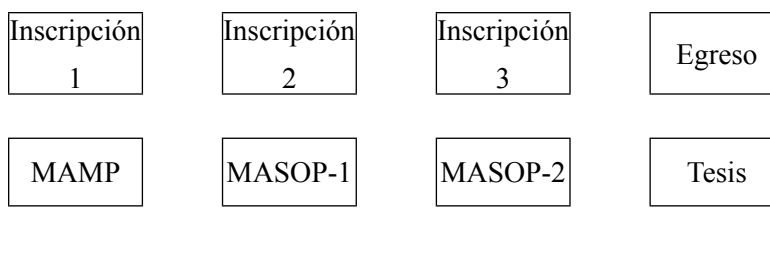 Inscripción
1
Inscripción
2
Inscripción
3
Egreso
MAMP
MASOP-1
MASOP-2
Tesis